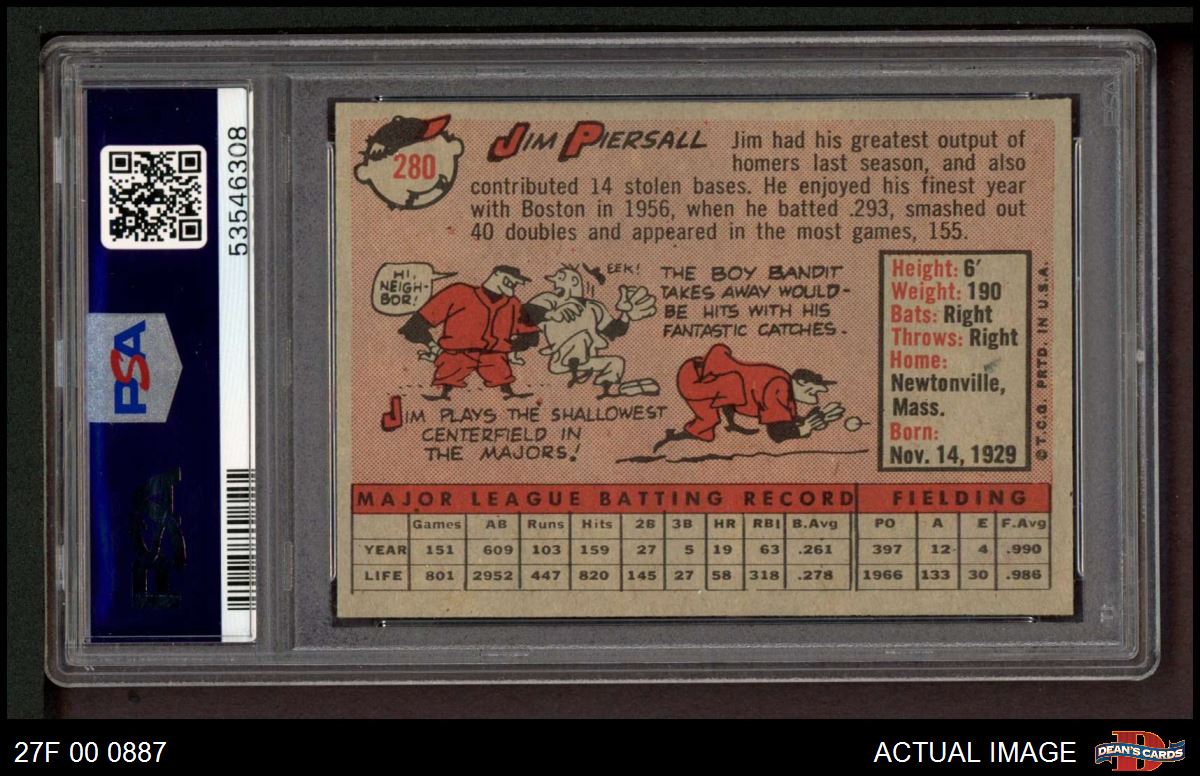 53546308
PSA
280
JIM PIERSALL
Jim had his greatest output of
homers last season, and also
contributed 14 stolen bases. He enjoyed his finest year
with Boston in 1956, when he batted .293, smashed out
40 doubles and appeared in the most games, 155.
HI,
NEIGH-
BOR!
EEK!
THE BOY BANDIT
TAKES AWAY WOULD-
BE HITS WITH HIS
FANTASTIC CATCHES.
JIM PLAYS THE SHALLOWEST
CENTERFIELD IN
THE MAJORS!
Height: 6'
Weight: 190
Bats: Right
Throws: Right
Home:
Newtonville,
Mass.
Born:
Nov. 14, 1929
© T.C.G. PRTD. IN U.S.A.
MAJOR LEAGUE BATTING RECORD FIELDING
Games AB Runs Hits 2B 3B HR RBI B.Avg PO A E F.Avg
YEAR 151 609 103 159 27 5 19 63 .261 397 12 4 .990
LIFE 801 2952 447 820 145 27 58 318 .278 1966 133 30 .986
27F 00 0887
ACTUAL IMAGE
DEAN'S CARDS